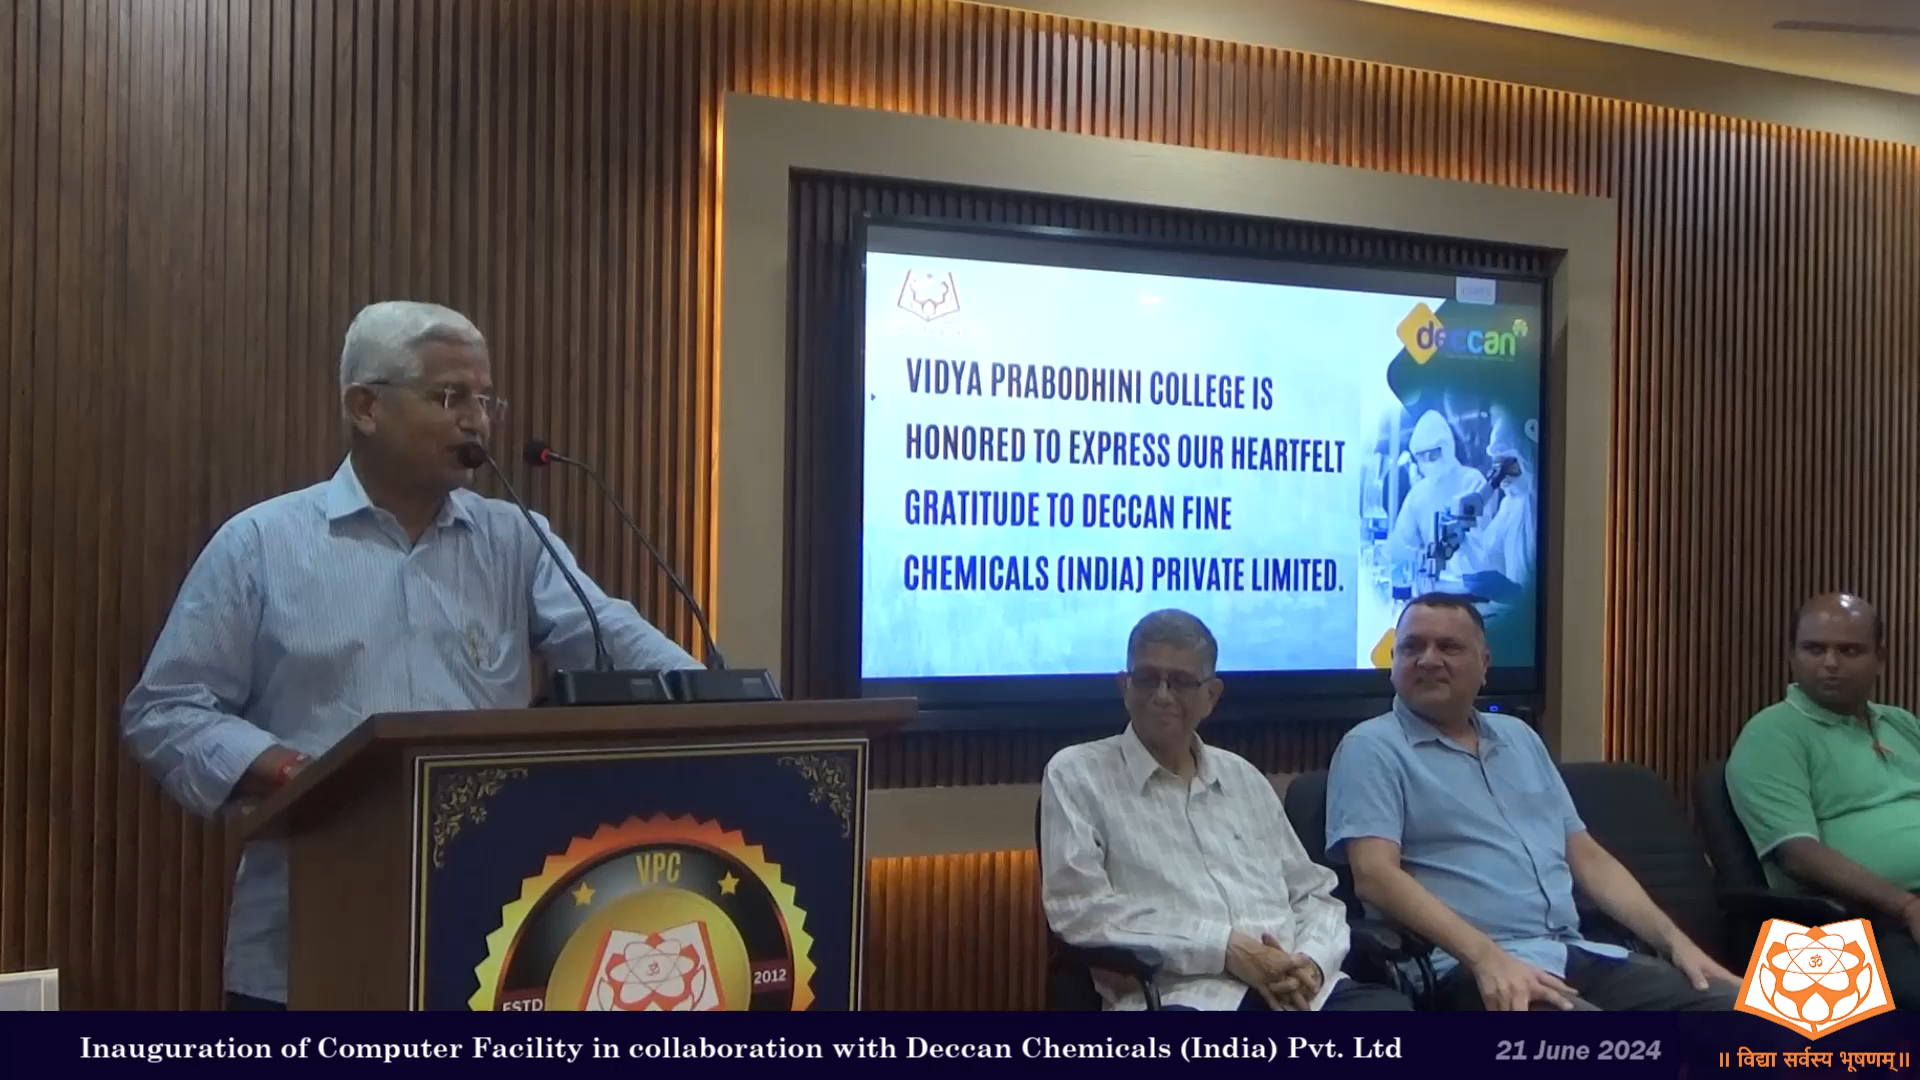 deccan
VIDYA PRABODHINI COLLEGE IS
HONORED TO EXPRESS OUR HEARTFELT
GRATITUDE TO DECCAN FINE
CHEMICALS (INDIA) PRIVATE LIMITED.
VPC
ESTD
2012
ॐ
ॐ
Inauguration of Computer Facility in collaboration with Deccan Chemicals (India) Pvt. Ltd
21 June 2024
॥ विद्या सर्वस्य भूषणम् ॥